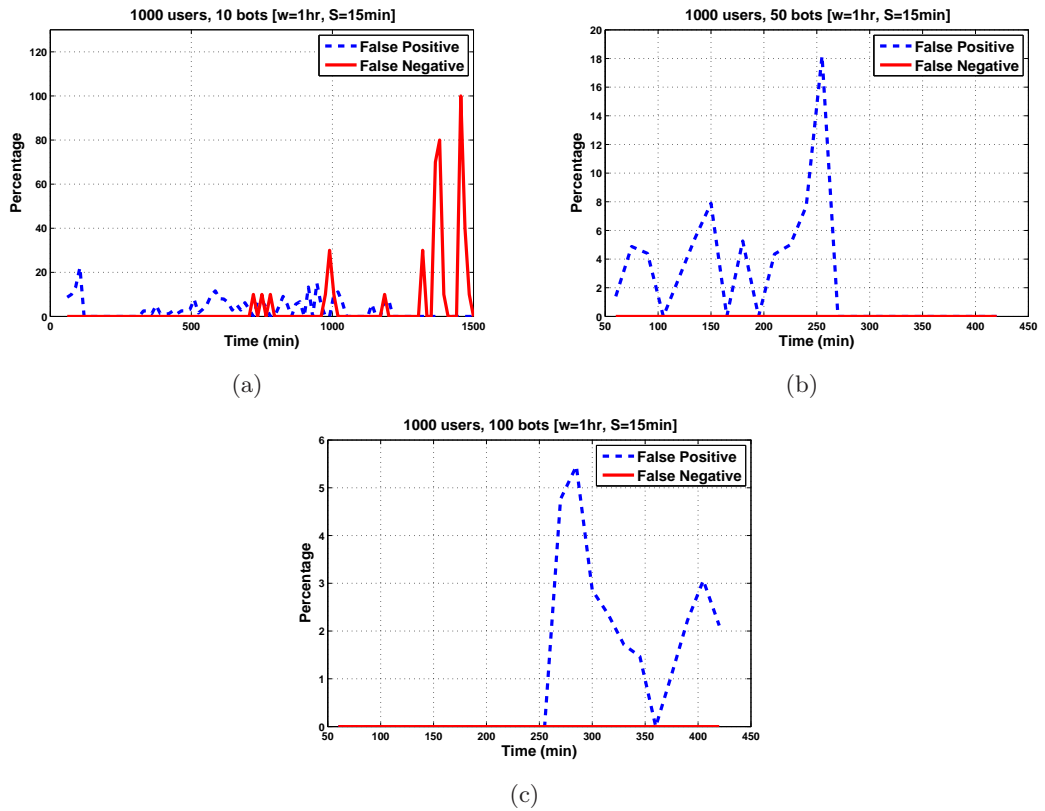 1000 users, 10 bots [w=1hr, S=15min]
False Positive
False Negative
Percentage
120
100
80
60
40
20
0
0 500 1000 1500
Time (min)
(a)
1000 users, 50 bots [w=1hr, S=15min]
False Positive
False Negative
Percentage
20
18
16
14
12
10
8
6
4
2
0
50 100 150 200 250 300 350 400 450
Time (min)
(b)
1000 users, 100 bots [w=1hr, S=15min]
False Positive
False Negative
Percentage
6
5
4
3
2
1
0
50 100 150 200 250 300 350 400 450
Time (min)
(c)